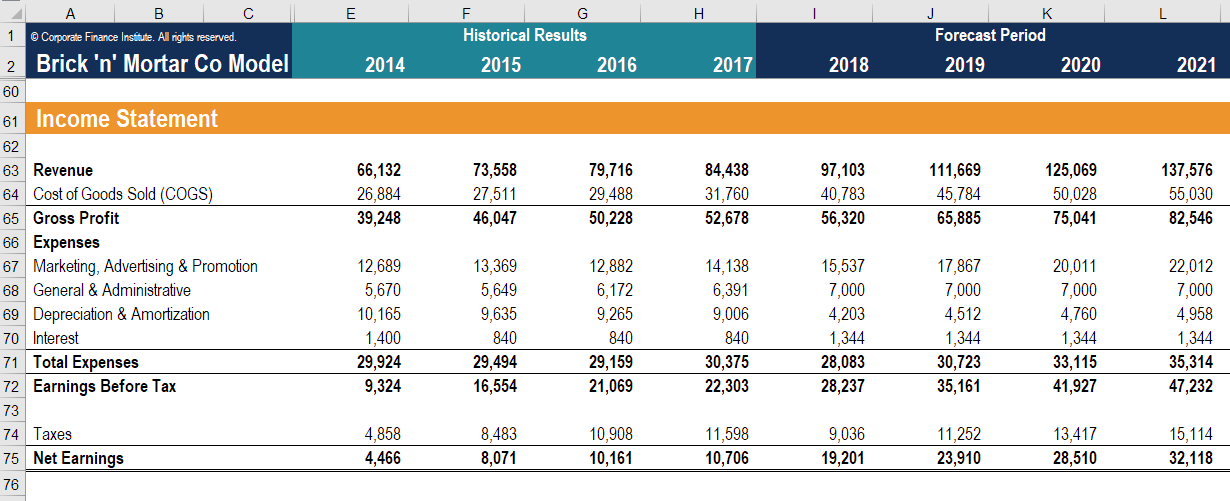 A B C E F G H I J K L
1 © Corporate Finance Institute. All rights reserved. Historical Results Forecast Period
2 Brick 'n' Mortar Co Model 2014 2015 2016 2017 2018 2019 2020 2021
60
61 Income Statement
62
63 Revenue 66,132 73,558 79,716 84,438 97,103 111,669 125,069 137,576
64 Cost of Goods Sold (COGS) 26,884 27,511 29,488 31,760 40,783 45,784 50,028 55,030
65 Gross Profit 39,248 46,047 50,228 52,678 56,320 65,885 75,041 82,546
66 Expenses
67 Marketing, Advertising & Promotion 12,689 13,369 12,882 14,138 15,537 17,867 20,011 22,012
68 General & Administrative 5,670 5,649 6,172 6,391 7,000 7,000 7,000 7,000
69 Depreciation & Amortization 10,165 9,635 9,265 9,006 4,203 4,512 4,760 4,958
70 Interest 1,400 840 840 840 1,344 1,344 1,344 1,344
71 Total Expenses 29,924 29,494 29,159 30,375 28,083 30,723 33,115 35,314
72 Earnings Before Tax 9,324 16,554 21,069 22,303 28,237 35,161 41,927 47,232
73
74 Taxes 4,858 8,483 10,908 11,598 9,036 11,252 13,417 15,114
75 Net Earnings 4,466 8,071 10,161 10,706 19,201 23,910 28,510 32,118
76